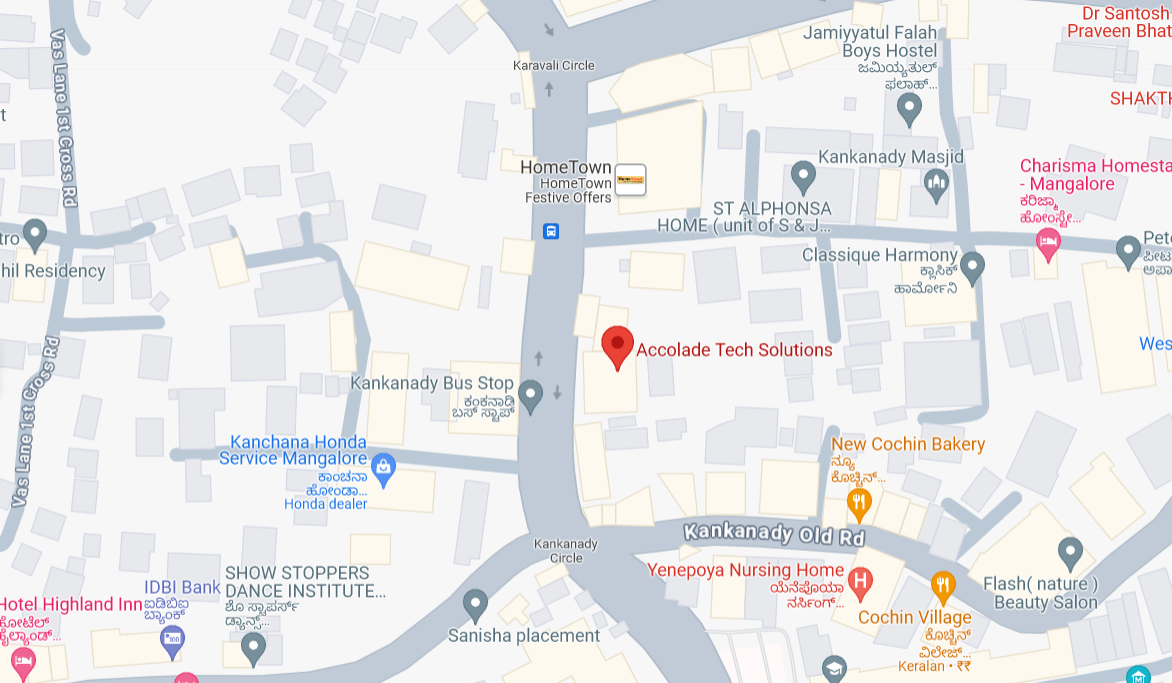 Dr Santosh
Praveen Bhat
Jamiyyatul Falah
Boys Hostel
ಜಮಿಯ್ಯತುಲ್
ಫಲಾಹ್...
Karavali Circle
SHAKTH
Vas Lane 1st Cross Rd
t
HomeTown
HomeTown
Festive Offers
Kankanady Masjid
Charisma Homesta
- Mangalore
ಕರಿಜ್ಮಾ
ಹೋಂಸ್ಟೇ...
ST ALPHONSA
HOME ( unit of S & J...
tro
hil Residency
Classique Harmony
ಕ್ಲಾಸಿಕ್
ಹಾರ್ಮೋನಿ
Pete
ಪೀಟ
ಅಪಾ
Accolade Tech Solutions
Wes
Vas Lane 1st Cross Rd
Kankanady Bus Stop
ಕಂಕನಾಡಿ
ಬಸ್ ಸ್ಟಾಪ್
Kanchana Honda
Service Mangalore
ಕಾಂಚನಾ
ಹೋಂಡಾ...
Honda dealer
New Cochin Bakery
ನ್ಯೂ
ಕೊಚ್ಚಿನ್...
Kankanady Old Rd
Kankanady
Circle
Yenepoya Nursing Home
ಯೆನೆಪೊಯಾ
ನರ್ಸಿಂಗ್...
Flash( nature )
Beauty Salon
Cochin Village
ಕೊಚ್ಚಿನ್
ವಿಲೇಜ್...
Keralan • ₹₹
IDBI Bank
ಐಡಿಬಿಐ
ಬ್ಯಾಂಕ್
SHOW STOPPERS
DANCE INSTITUTE...
ಶೊ ಸ್ಟಾಪರ್ಸ್
ಡ್ಯಾನ್ಸ್...
Hotel Highland Inn
ಹೋಟೆಲ್
ಹೈಲ್ಯಾಂಡ್...
Sanisha placement